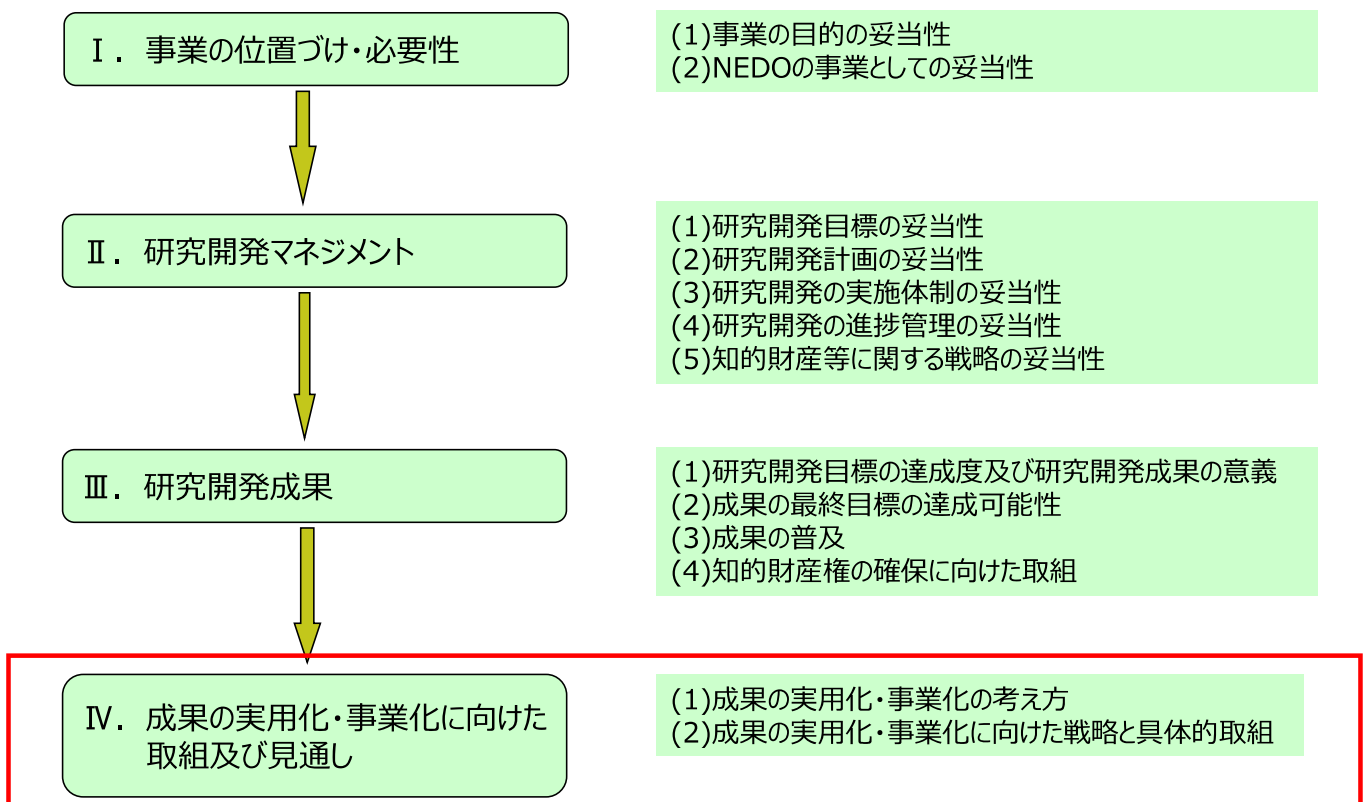 Ⅰ．事業の位置づけ・必要性
(1)事業の目的の妥当性
(2)NEDOの事業としての妥当性
Ⅱ．研究開発マネジメント
(1)研究開発目標の妥当性
(2)研究開発計画の妥当性
(3)研究開発の実施体制の妥当性
(4)研究開発の進捗管理の妥当性
(5)知的財産等に関する戦略の妥当性
Ⅲ．研究開発成果
(1)研究開発目標の達成度及び研究開発成果の意義
(2)成果の最終目標の達成可能性
(3)成果の普及
(4)知的財産権の確保に向けた取組
Ⅳ．成果の実用化・事業化に向けた
取組及び見通し
(1)成果の実用化・事業化の考え方
(2)成果の実用化・事業化に向けた戦略と具体的取組